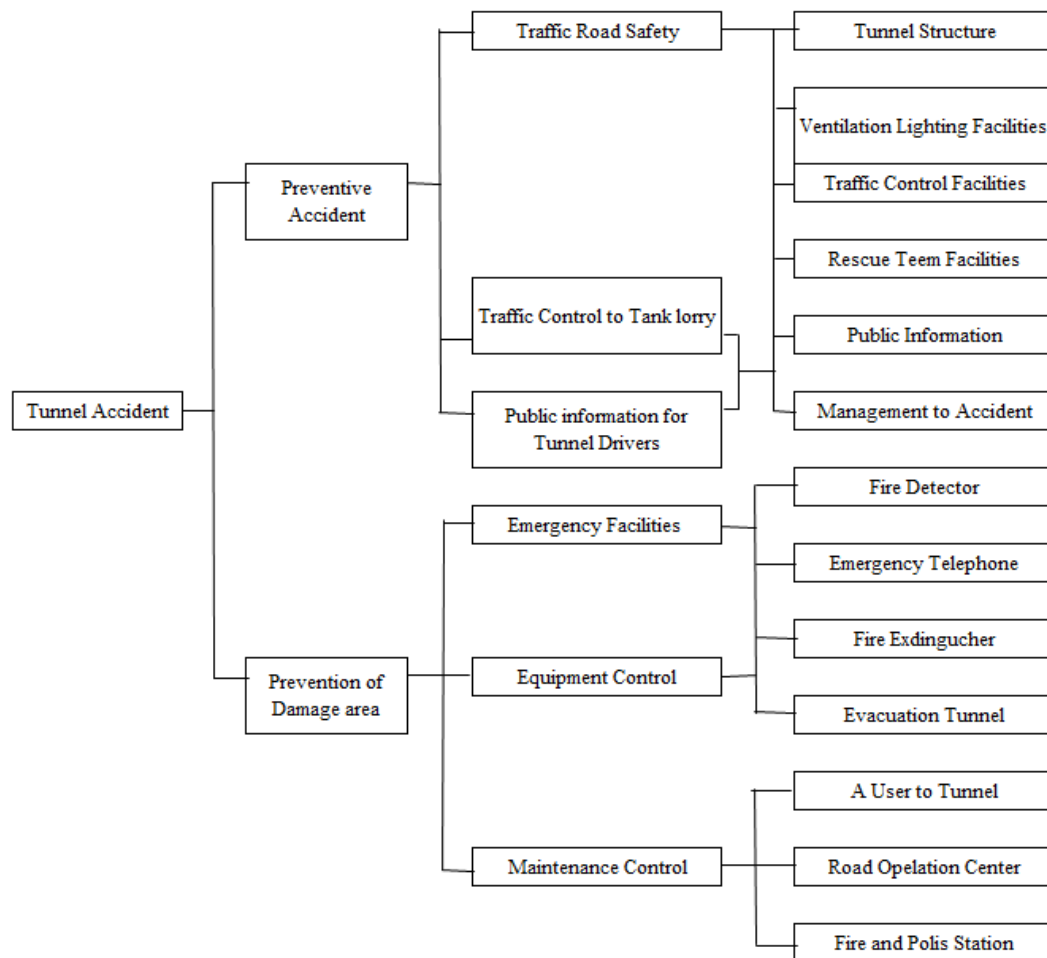 Traffic Road Safety
Tunnel Structure
Ventilation Lighting Facilities
Preventive
Accident
Traffic Control Facilities
Rescue Teem Facilities
Traffic Control to Tank lorry
Public Information
Tunnel Accident
Public information for
Tunnel Drivers
Management to Accident
Fire Detector
Emergency Facilities
Emergency Telephone
Fire Exdingucher
Prevention of
Damage area
Equipment Control
Evacuation Tunnel
A User to Tunnel
Maintenance Control
Road Opelation Center
Fire and Polis Station